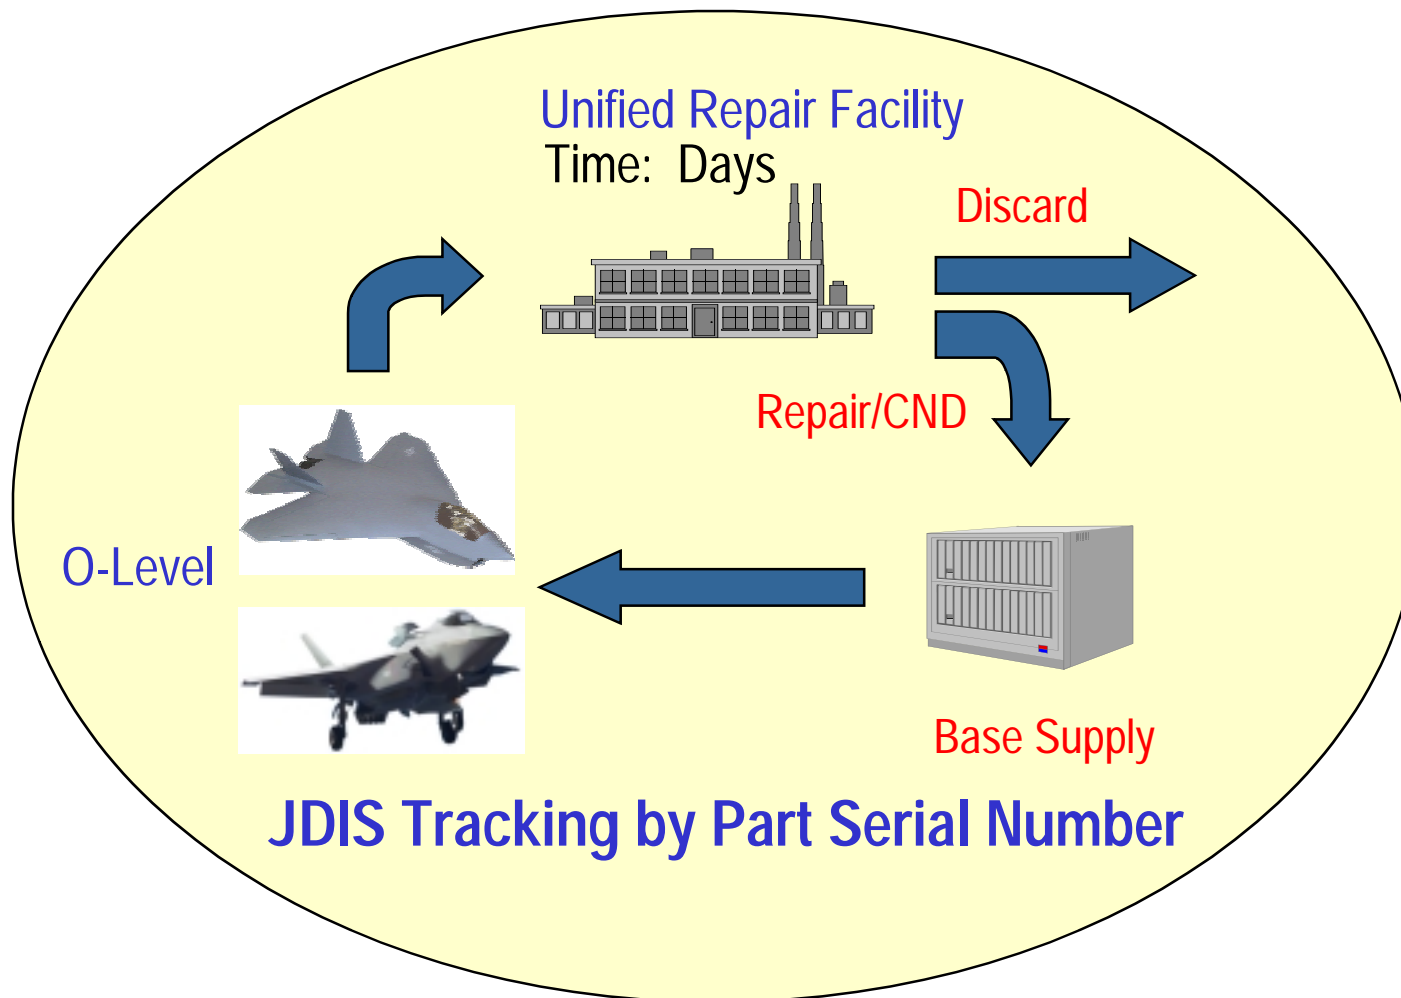 Unified Repair Facility
Time: Days
Discard
Repair/CND
O-Level
Base Supply
JDIS Tracking by Part Serial Number